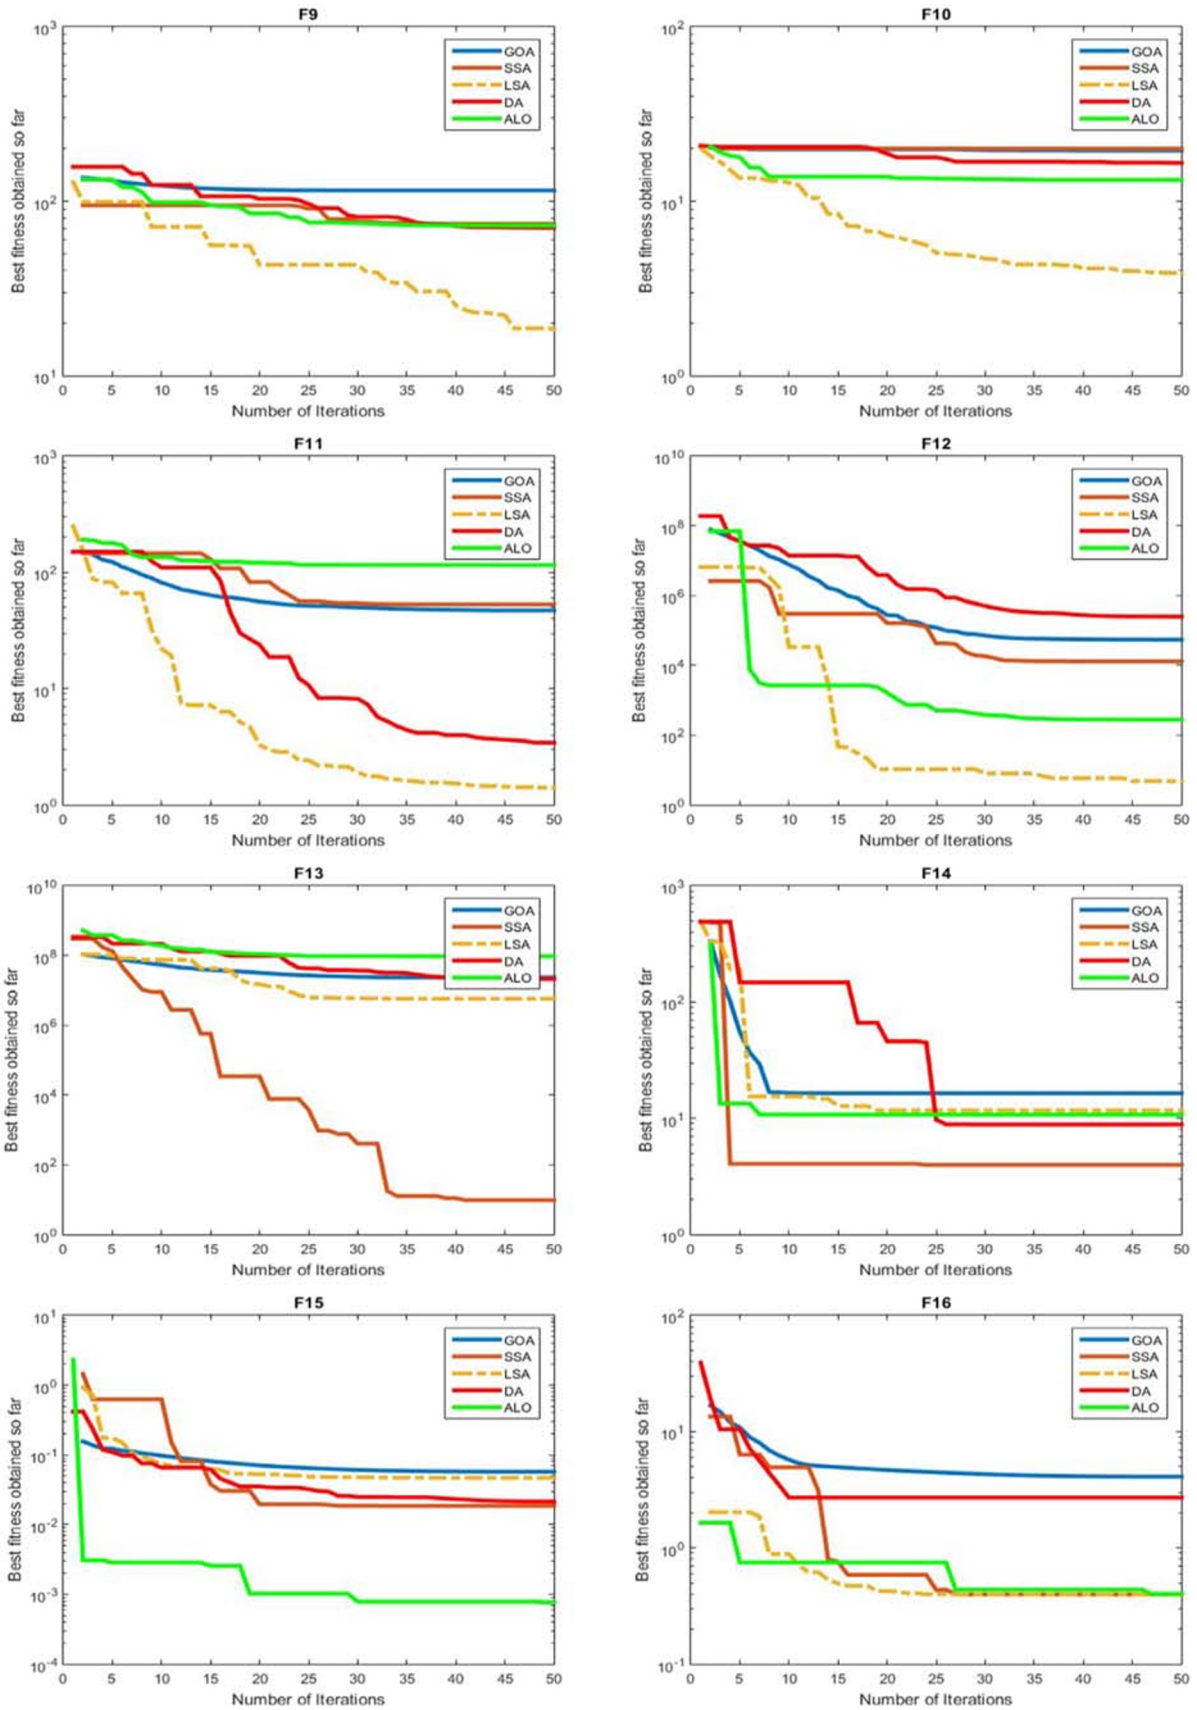 F9
Best fitness obtained so far
10^3
10^2
10^1
GOA
SSA
LSA
DA
ALO
0 5 10 15 20 25 30 35 40 45 50
Number of Iterations
F10
Best fitness obtained so far
10^2
10^1
10^0
GOA
SSA
LSA
DA
ALO
0 5 10 15 20 25 30 35 40 45 50
Number of Iterations
F11
Best fitness obtained so far
10^3
10^2
10^1
10^0
GOA
SSA
LSA
DA
ALO
0 5 10 15 20 25 30 35 40 45 50
Number of Iterations
F12
Best fitness obtained so far
10^10
10^8
10^6
10^4
10^2
10^0
GOA
SSA
LSA
DA
ALO
0 5 10 15 20 25 30 35 40 45 50
Number of Iterations
F13
Best fitness obtained so far
10^10
10^8
10^6
10^4
10^2
10^0
GOA
SSA
LSA
DA
ALO
0 5 10 15 20 25 30 35 40 45 50
Number of Iterations
F14
Best fitness obtained so far
10^3
10^2
10^1
10^0
GOA
SSA
LSA
DA
ALO
0 5 10 15 20 25 30 35 40 45 50
Number of Iterations
F15
Best fitness obtained so far
10^1
10^0
10^-1
10^-2
10^-3
10^-4
GOA
SSA
LSA
DA
ALO
0 5 10 15 20 25 30 35 40 45 50
Number of Iterations
F16
Best fitness obtained so far
10^2
10^1
10^0
10^-1
GOA
SSA
LSA
DA
ALO
0 5 10 15 20 25 30 35 40 45 50
Number of Iterations